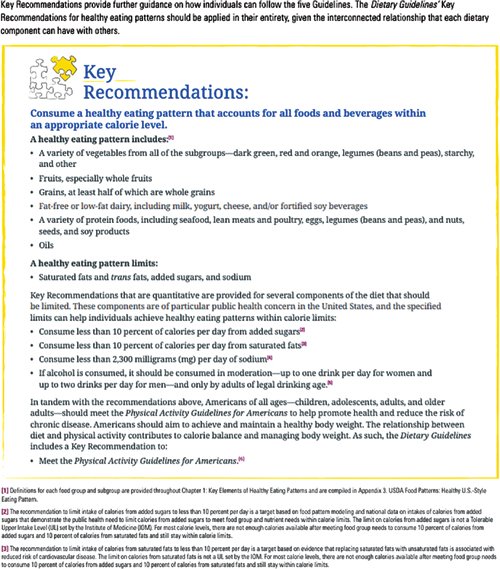 Key Recommendations provide further guidance on how individuals can follow the five Guidelines. The Dietary Guidelines' Key
Recommendations for healthy eating patterns should be applied in their entirety, given the interconnected relationship that each dietary
component can have with others.
Key
Recommendations:
Consume a healthy eating pattern that accounts for all foods and beverages within
an appropriate calorie level.
A healthy eating pattern includes:[1]
• A variety of vegetables from all of the subgroups—dark green, red and orange, legumes (beans and peas), starchy,
and other
• Fruits, especially whole fruits
• Grains, at least half of which are whole grains
• Fat-free or low-fat dairy, including milk, yogurt, cheese, and/or fortified soy beverages
• A variety of protein foods, including seafood, lean meats and poultry, eggs, legumes (beans and peas), and nuts,
seeds, and soy products
• Oils
A healthy eating pattern limits:
• Saturated fats and trans fats, added sugars, and sodium
Key Recommendations that are quantitative are provided for several components of the diet that should
be limited. These components are of particular public health concern in the United States, and the specified
limits can help individuals achieve healthy eating patterns within calorie limits:
• Consume less than 10 percent of calories per day from added sugars[2]
• Consume less than 10 percent of calories per day from saturated fats[3]
• Consume less than 2,300 milligrams (mg) per day of sodium[4]
• If alcohol is consumed, it should be consumed in moderation—up to one drink per day for women and
up to two drinks per day for men—and only by adults of legal drinking age.[5]
In tandem with the recommendations above, Americans of all ages—children, adolescents, adults, and older
adults—should meet the Physical Activity Guidelines for Americans to help promote health and reduce the risk of
chronic disease. Americans should aim to achieve and maintain a healthy body weight. The relationship between
diet and physical activity contributes to calorie balance and managing body weight. As such, the Dietary Guidelines
includes a Key Recommendation to:
• Meet the Physical Activity Guidelines for Americans.[6]
[1] Definitions for each food group and subgroup are provided throughout Chapter 1: Key Elements of Healthy Eating Patterns and are compiled in Appendix 3. USDA Food Patterns: Healthy U.S.-Style
Eating Pattern.
[2] The recommendation to limit intake of calories from added sugars to less than 10 percent per day is a target based on food pattern modeling and national data on intakes of calories from added
sugars that demonstrate the public health need to limit calories from added sugars to meet food group and nutrient needs within calorie limits. The limit on calories from added sugars is not a Tolerable
Upper Intake Level (UL) set by the Institute of Medicine (IOM). For most calorie levels, there are not enough calories available after meeting food group needs to consume 10 percent of calories from
added sugars and 10 percent of calories from saturated fats and still stay within calorie limits.
[3] The recommendation to limit intake of calories from saturated fats to less than 10 percent per day is a target based on evidence that replacing saturated fats with unsaturated fats is associated with
reduced risk of cardiovascular disease. The limit on calories from saturated fats is not a UL set by the IOM. For most calorie levels, there are not enough calories available after meeting food group needs
to consume 10 percent of calories from added sugars and 10 percent of calories from saturated fats and still stay within calorie limits.